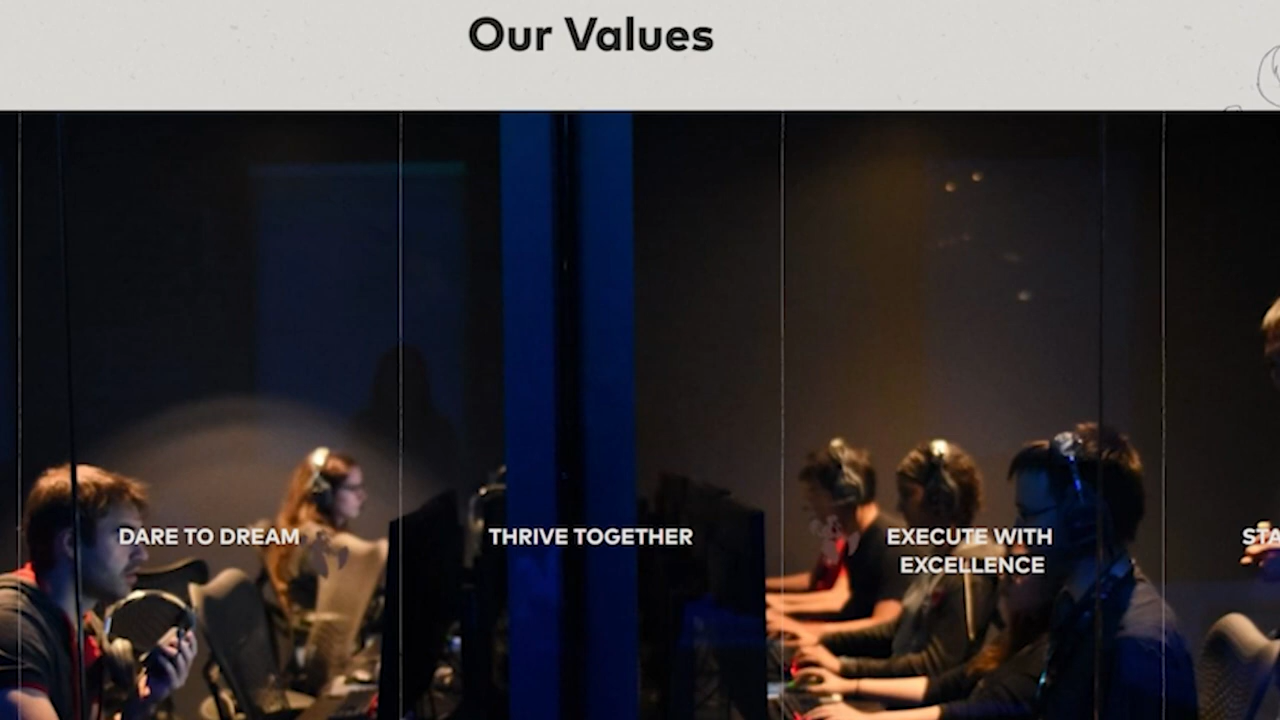 Our Values
DARE TO DREAM
THRIVE TOGETHER
EXECUTE WITH
EXCELLENCE